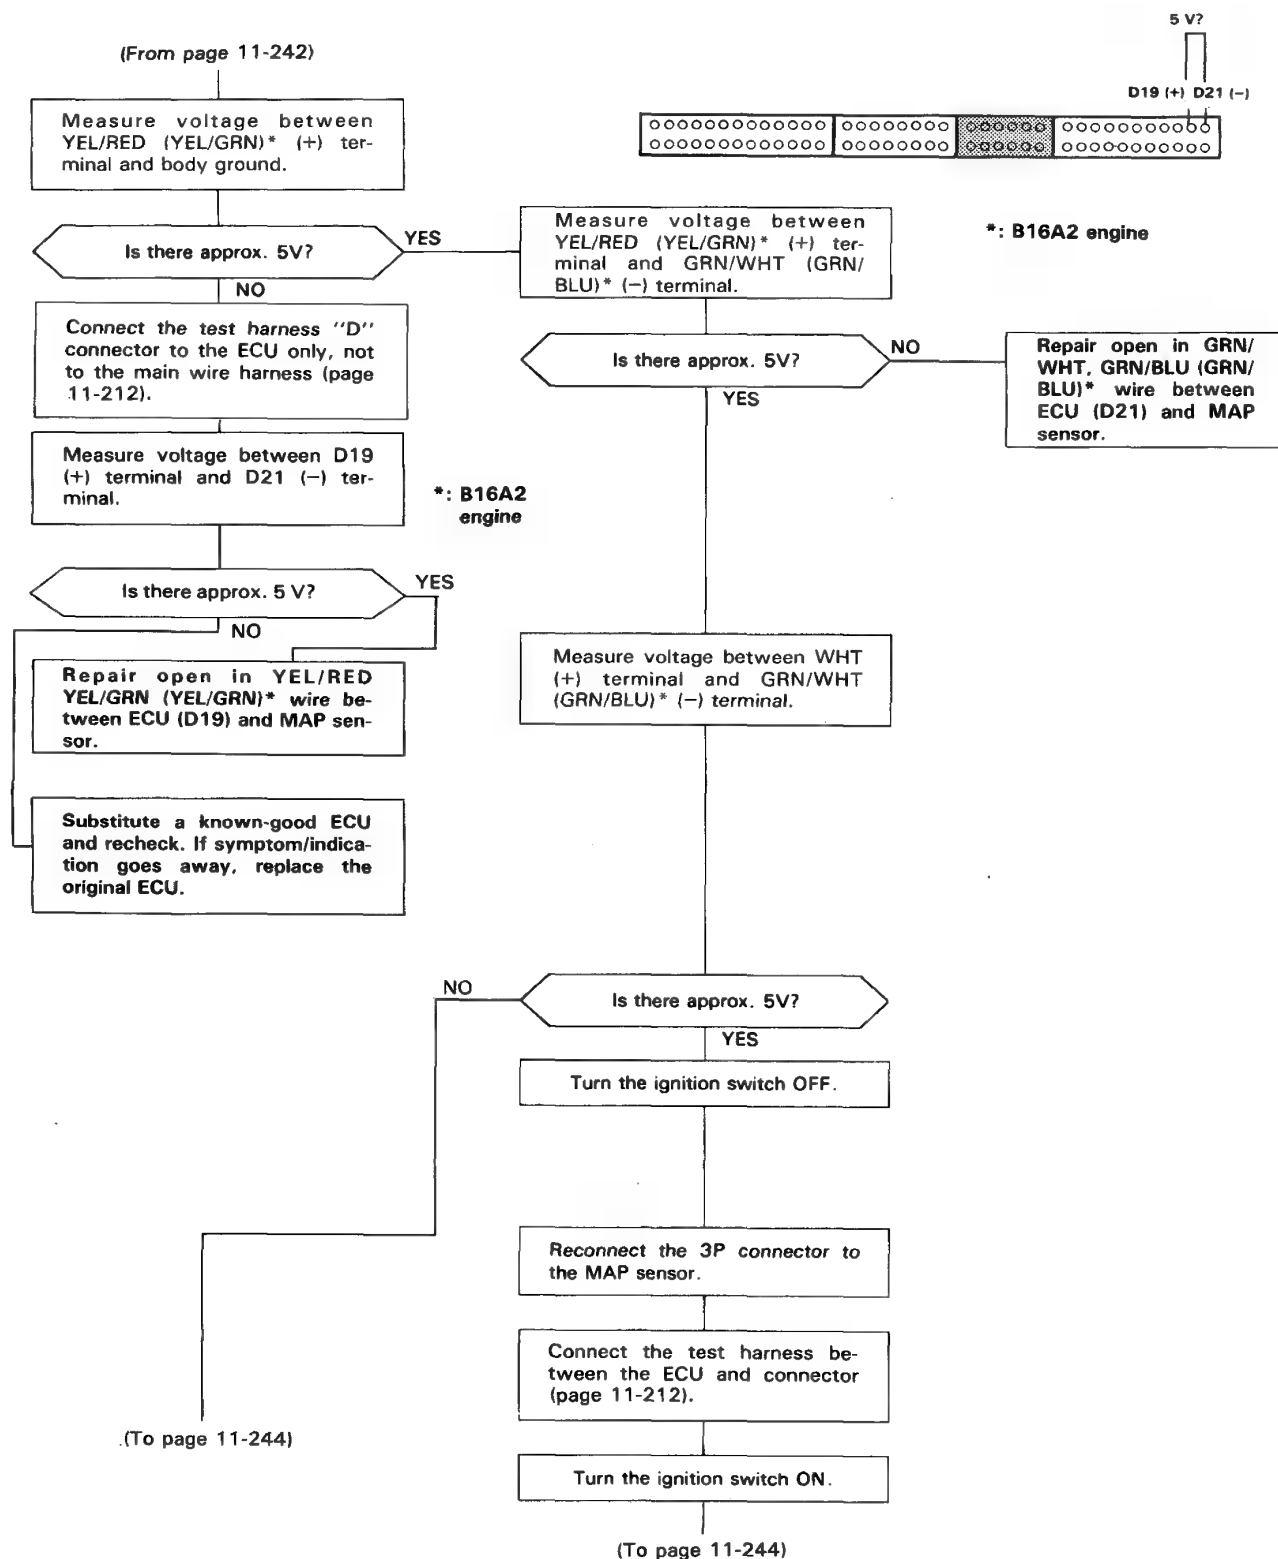 (From page 11-242)
Measure voltage between
YEL/RED (YEL/GRN)* (+) ter-
minal and body ground.
Is there approx. 5V?
YES
NO
Connect the test harness "D"
connector to the ECU only, not
to the main wire harness (page
11-212).
Measure voltage between D19
(+) terminal and D21 (−) ter-
minal.
*: B16A2
engine
Is there approx. 5 V?
YES
NO
Repair open in YEL/RED
YEL/GRN (YEL/GRN)* wire be-
tween ECU (D19) and MAP sen-
sor.
Substitute a known-good ECU
and recheck. If symptom/indica-
tion goes away, replace the
original ECU.
5 V?
D19 (+) D21 (−)
Measure voltage between
YEL/RED (YEL/GRN)* (+) ter-
minal and GRN/WHT (GRN/
BLU)* (−) terminal.
*: B16A2 engine
Is there approx. 5V?
NO
YES
Repair open in GRN/
WHT, GRN/BLU (GRN/
BLU)* wire between
ECU (D21) and MAP
sensor.
Measure voltage between WHT
(+) terminal and GRN/WHT
(GRN/BLU)* (−) terminal.
NO
Is there approx. 5V?
YES
Turn the ignition switch OFF.
Reconnect the 3P connector to
the MAP sensor.
Connect the test harness be-
tween the ECU and connector
(page 11-212).
Turn the ignition switch ON.
(To page 11-244)
(To page 11-244)